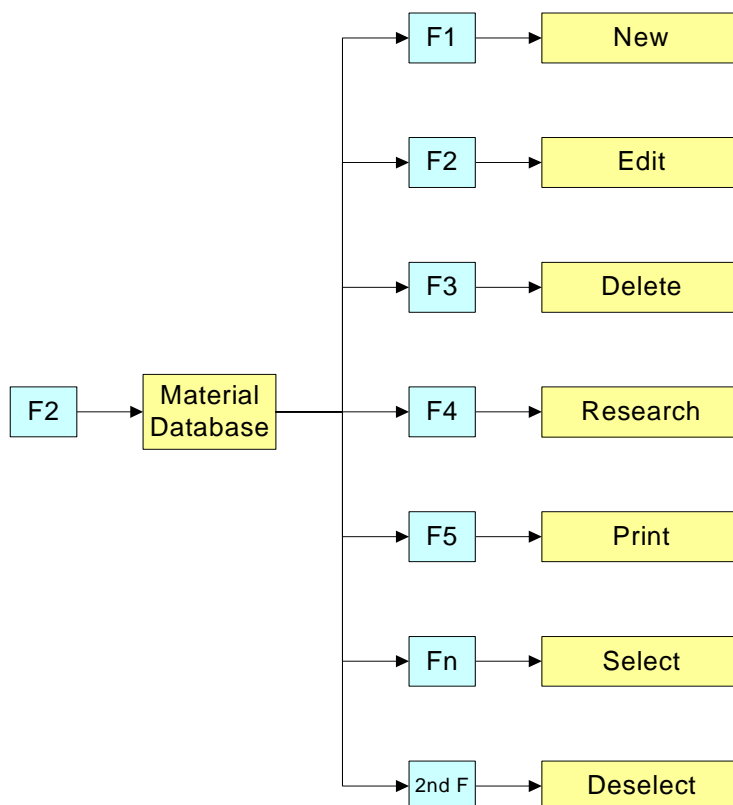 F1 New
F2 Edit
F3 Delete
F2 Material
Database
F4 Research
F5 Print
Fn Select
2nd F Deselect